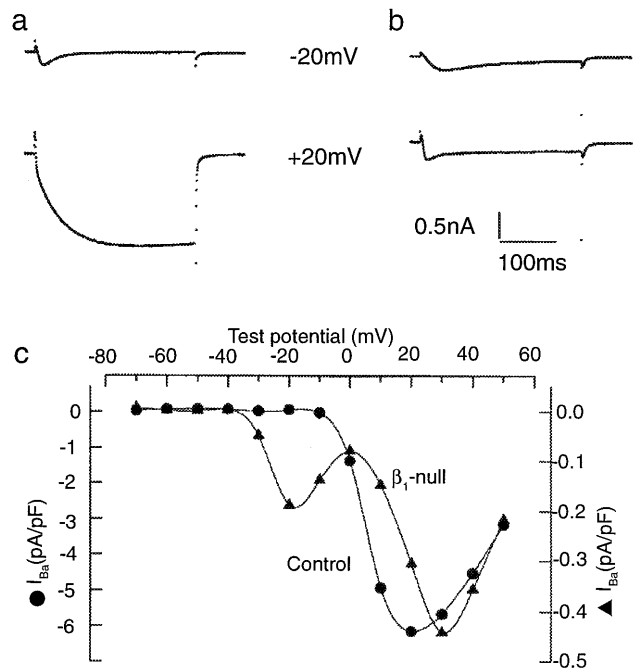 a
b
-20mV
+20mV
0.5nA
100ms
c
Test potential (mV)
-80 -60 -40 -20 0 20 40 60
0
-1
-2
-3
-4
-5
-6
● I Ba (pA/pF)
β1-null
Control
0.0
-0.1
-0.2
-0.3
-0.4
-0.5
▲ I Ba (pA/pF)